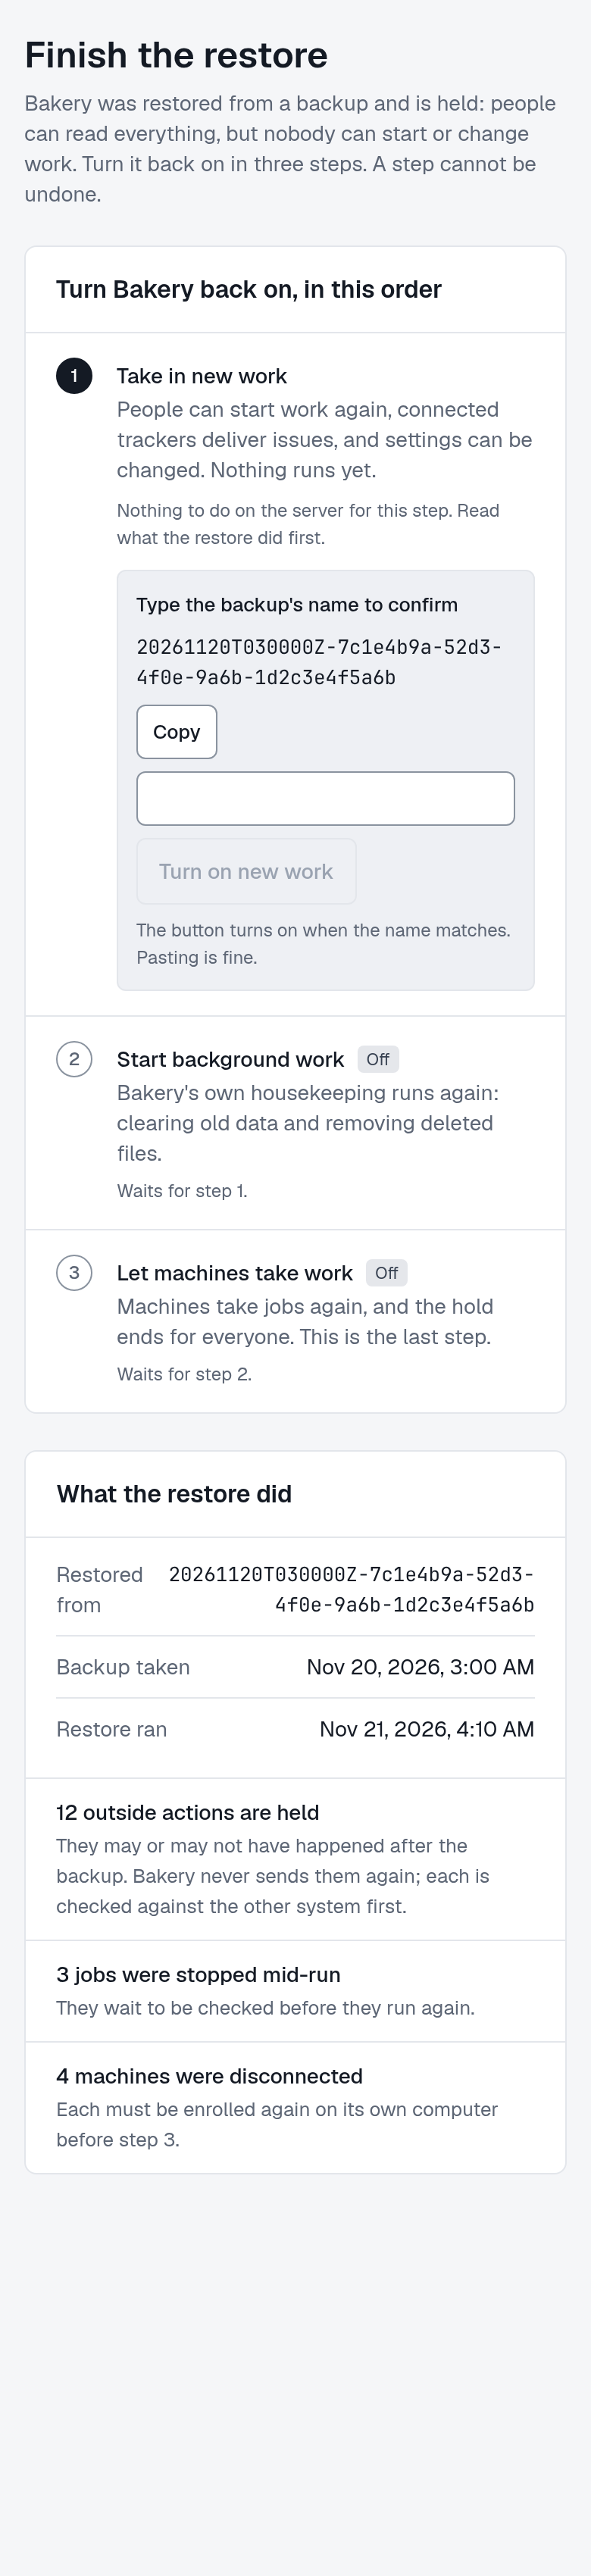 Finish the restore
Bakery was restored from a backup and is held: people
can read everything, but nobody can start or change
work. Turn it back on in three steps. A step cannot be
undone.
Turn Bakery back on, in this order
1
Take in new work
People can start work again, connected
trackers deliver issues, and settings can be
changed. Nothing runs yet.
Nothing to do on the server for this step. Read
what the restore did first.
Type the backup's name to confirm
20261120T030000Z-7c1e4b9a-52d3-
4f0e-9a6b-1d2c3e4f5a6b
Copy
Turn on new work
The button turns on when the name matches.
Pasting is fine.
2
Start background work Off
Bakery's own housekeeping runs again:
clearing old data and removing deleted
files.
Waits for step 1.
3
Let machines take work Off
Machines take jobs again, and the hold
ends for everyone. This is the last step.
Waits for step 2.
What the restore did
Restored 20261120T030000Z-7c1e4b9a-52d3-
from 4f0e-9a6b-1d2c3e4f5a6b
Backup taken Nov 20, 2026, 3:00 AM
Restore ran Nov 21, 2026, 4:10 AM
12 outside actions are held
They may or may not have happened after the
backup. Bakery never sends them again; each is
checked against the other system first.
3 jobs were stopped mid-run
They wait to be checked before they run again.
4 machines were disconnected
Each must be enrolled again on its own computer
before step 3.